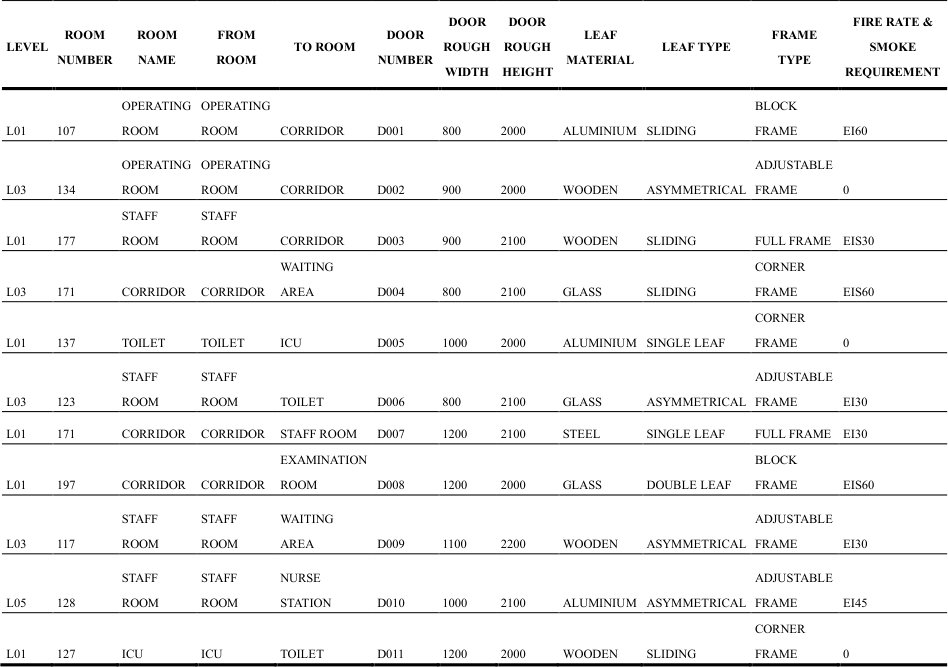 LEVEL ROOM NUMBER ROOM NAME FROM ROOM TO ROOM DOOR NUMBER DOOR ROUGH WIDTH DOOR ROUGH HEIGHT LEAF MATERIAL LEAF TYPE FRAME TYPE FIRE RATE & SMOKE REQUIREMENT
L01 107 OPERATING ROOM OPERATING ROOM CORRIDOR D001 800 2000 ALUMINIUM SLIDING BLOCK FRAME EI60
L03 134 OPERATING ROOM OPERATING ROOM CORRIDOR D002 900 2000 WOODEN ASYMMETRICAL ADJUSTABLE FRAME 0
L01 177 STAFF ROOM STAFF ROOM CORRIDOR D003 900 2100 WOODEN SLIDING FULL FRAME EIS30
L03 171 CORRIDOR CORRIDOR WAITING AREA D004 800 2100 GLASS SLIDING CORNER FRAME EIS60
L01 137 TOILET TOILET ICU D005 1000 2000 ALUMINIUM SINGLE LEAF CORNER FRAME 0
L03 123 STAFF ROOM STAFF ROOM TOILET D006 800 2100 GLASS ASYMMETRICAL ADJUSTABLE FRAME EI30
L01 171 CORRIDOR CORRIDOR STAFF ROOM D007 1200 2100 STEEL SINGLE LEAF FULL FRAME EI30
L01 197 CORRIDOR CORRIDOR EXAMINATION ROOM D008 1200 2000 GLASS DOUBLE LEAF BLOCK FRAME EIS60
L03 117 STAFF ROOM STAFF ROOM WAITING AREA D009 1100 2200 WOODEN ASYMMETRICAL ADJUSTABLE FRAME EI30
L05 128 STAFF ROOM STAFF ROOM NURSE STATION D010 1000 2100 ALUMINIUM ASYMMETRICAL ADJUSTABLE FRAME EI45
L01 127 ICU ICU TOILET D011 1200 2000 WOODEN SLIDING CORNER FRAME 0